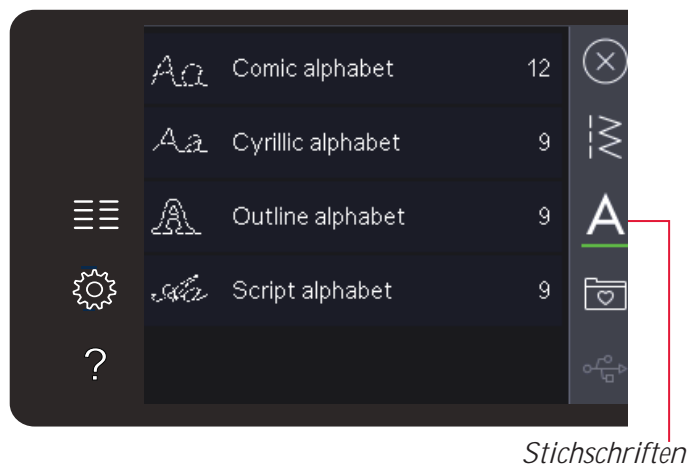 Comic alphabet 12
Cyrillic alphabet 9
Outline alphabet 9
Script alphabet 9
?
Stichschriften